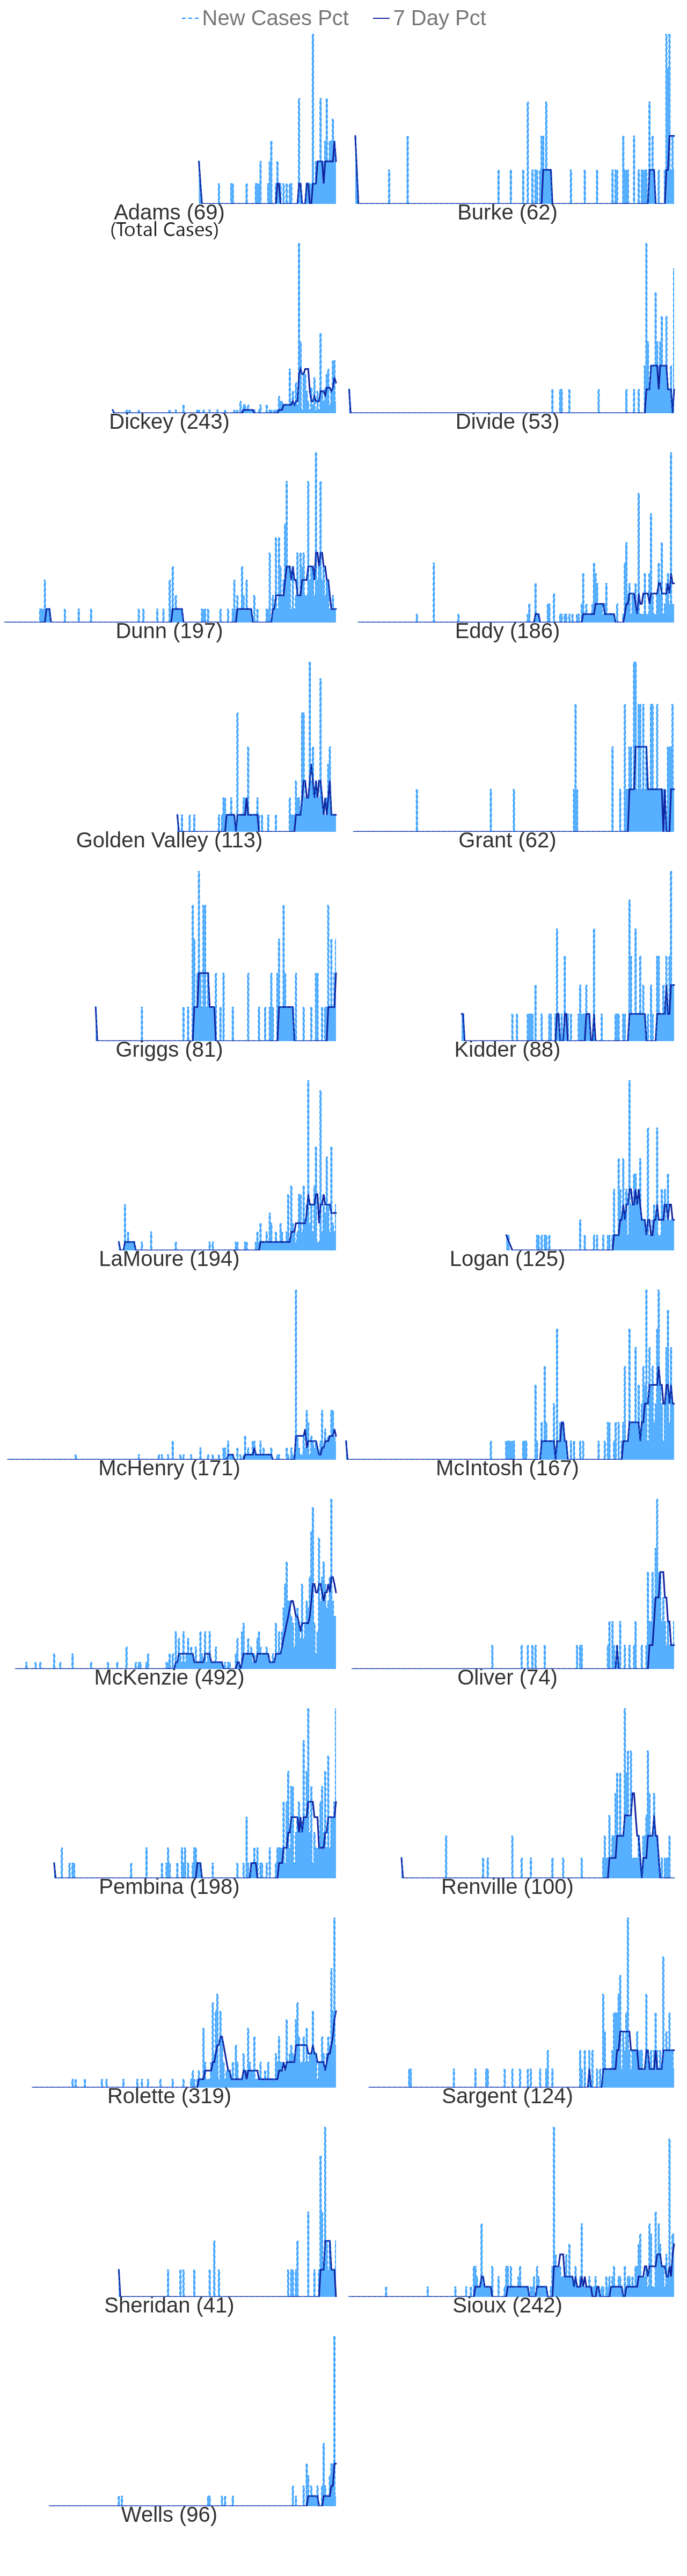 New Cases Pct 7 Day Pct
Adams (69) Burke (62)
(Total Cases)
Dickey (243) Divide (53)
Dunn (197) Eddy (186)
Golden Valley (113) Grant (62)
Griggs (81) Kidder (88)
LaMoure (194) Logan (125)
McHenry (171) McIntosh (167)
McKenzie (492) Oliver (74)
Pembina (198) Renville (100)
Rolette (319) Sargent (124)
Sheridan (41) Sioux (242)
Wells (96)